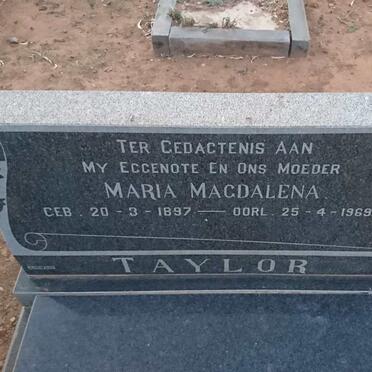 TER GEDAGTENIS AAN
MY EGGENOTE EN ONS MOEDER
MARIA MAGDALENA
GEB. 20-3-1897 — OORL. 25-4-1969
TAYLOR